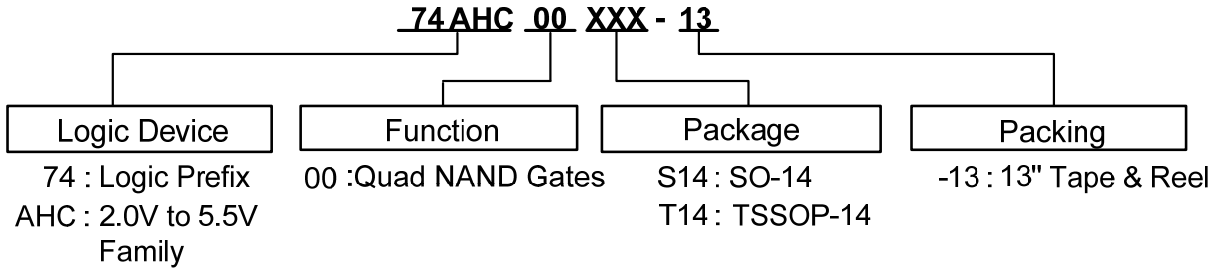 74 AHC 00 XXX - 13
Logic Device
74 : Logic Prefix
AHC : 2.0V to 5.5V
Family
Function
00 :Quad NAND Gates
Package
S14 : SO-14
T14 : TSSOP-14
Packing
-13 : 13" Tape & Reel